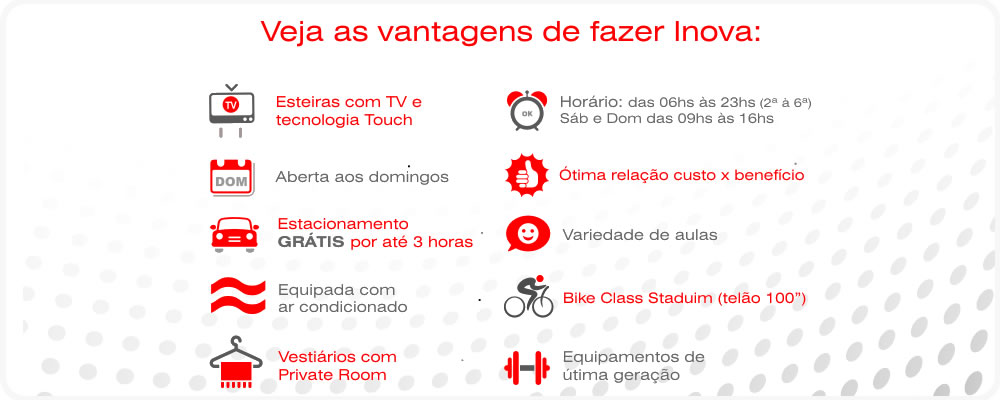 Veja as vantagens de fazer Inova:
TV
Esteiras com TV e
tecnologia Touch
DOM
Aberta aos domingos
Estacionamento
GRÁTIS por até 3 horas
Equipada com
ar condicionado
Vestiários com
Private Room
OK
Horário: das 06hs às 23hs (2ª à 6ª)
Sáb e Dom das 09hs às 16hs
Ótima relação custo x benefício
Variedade de aulas
Bike Class Staduim (telão 100”)
Equipamentos de
útima geração